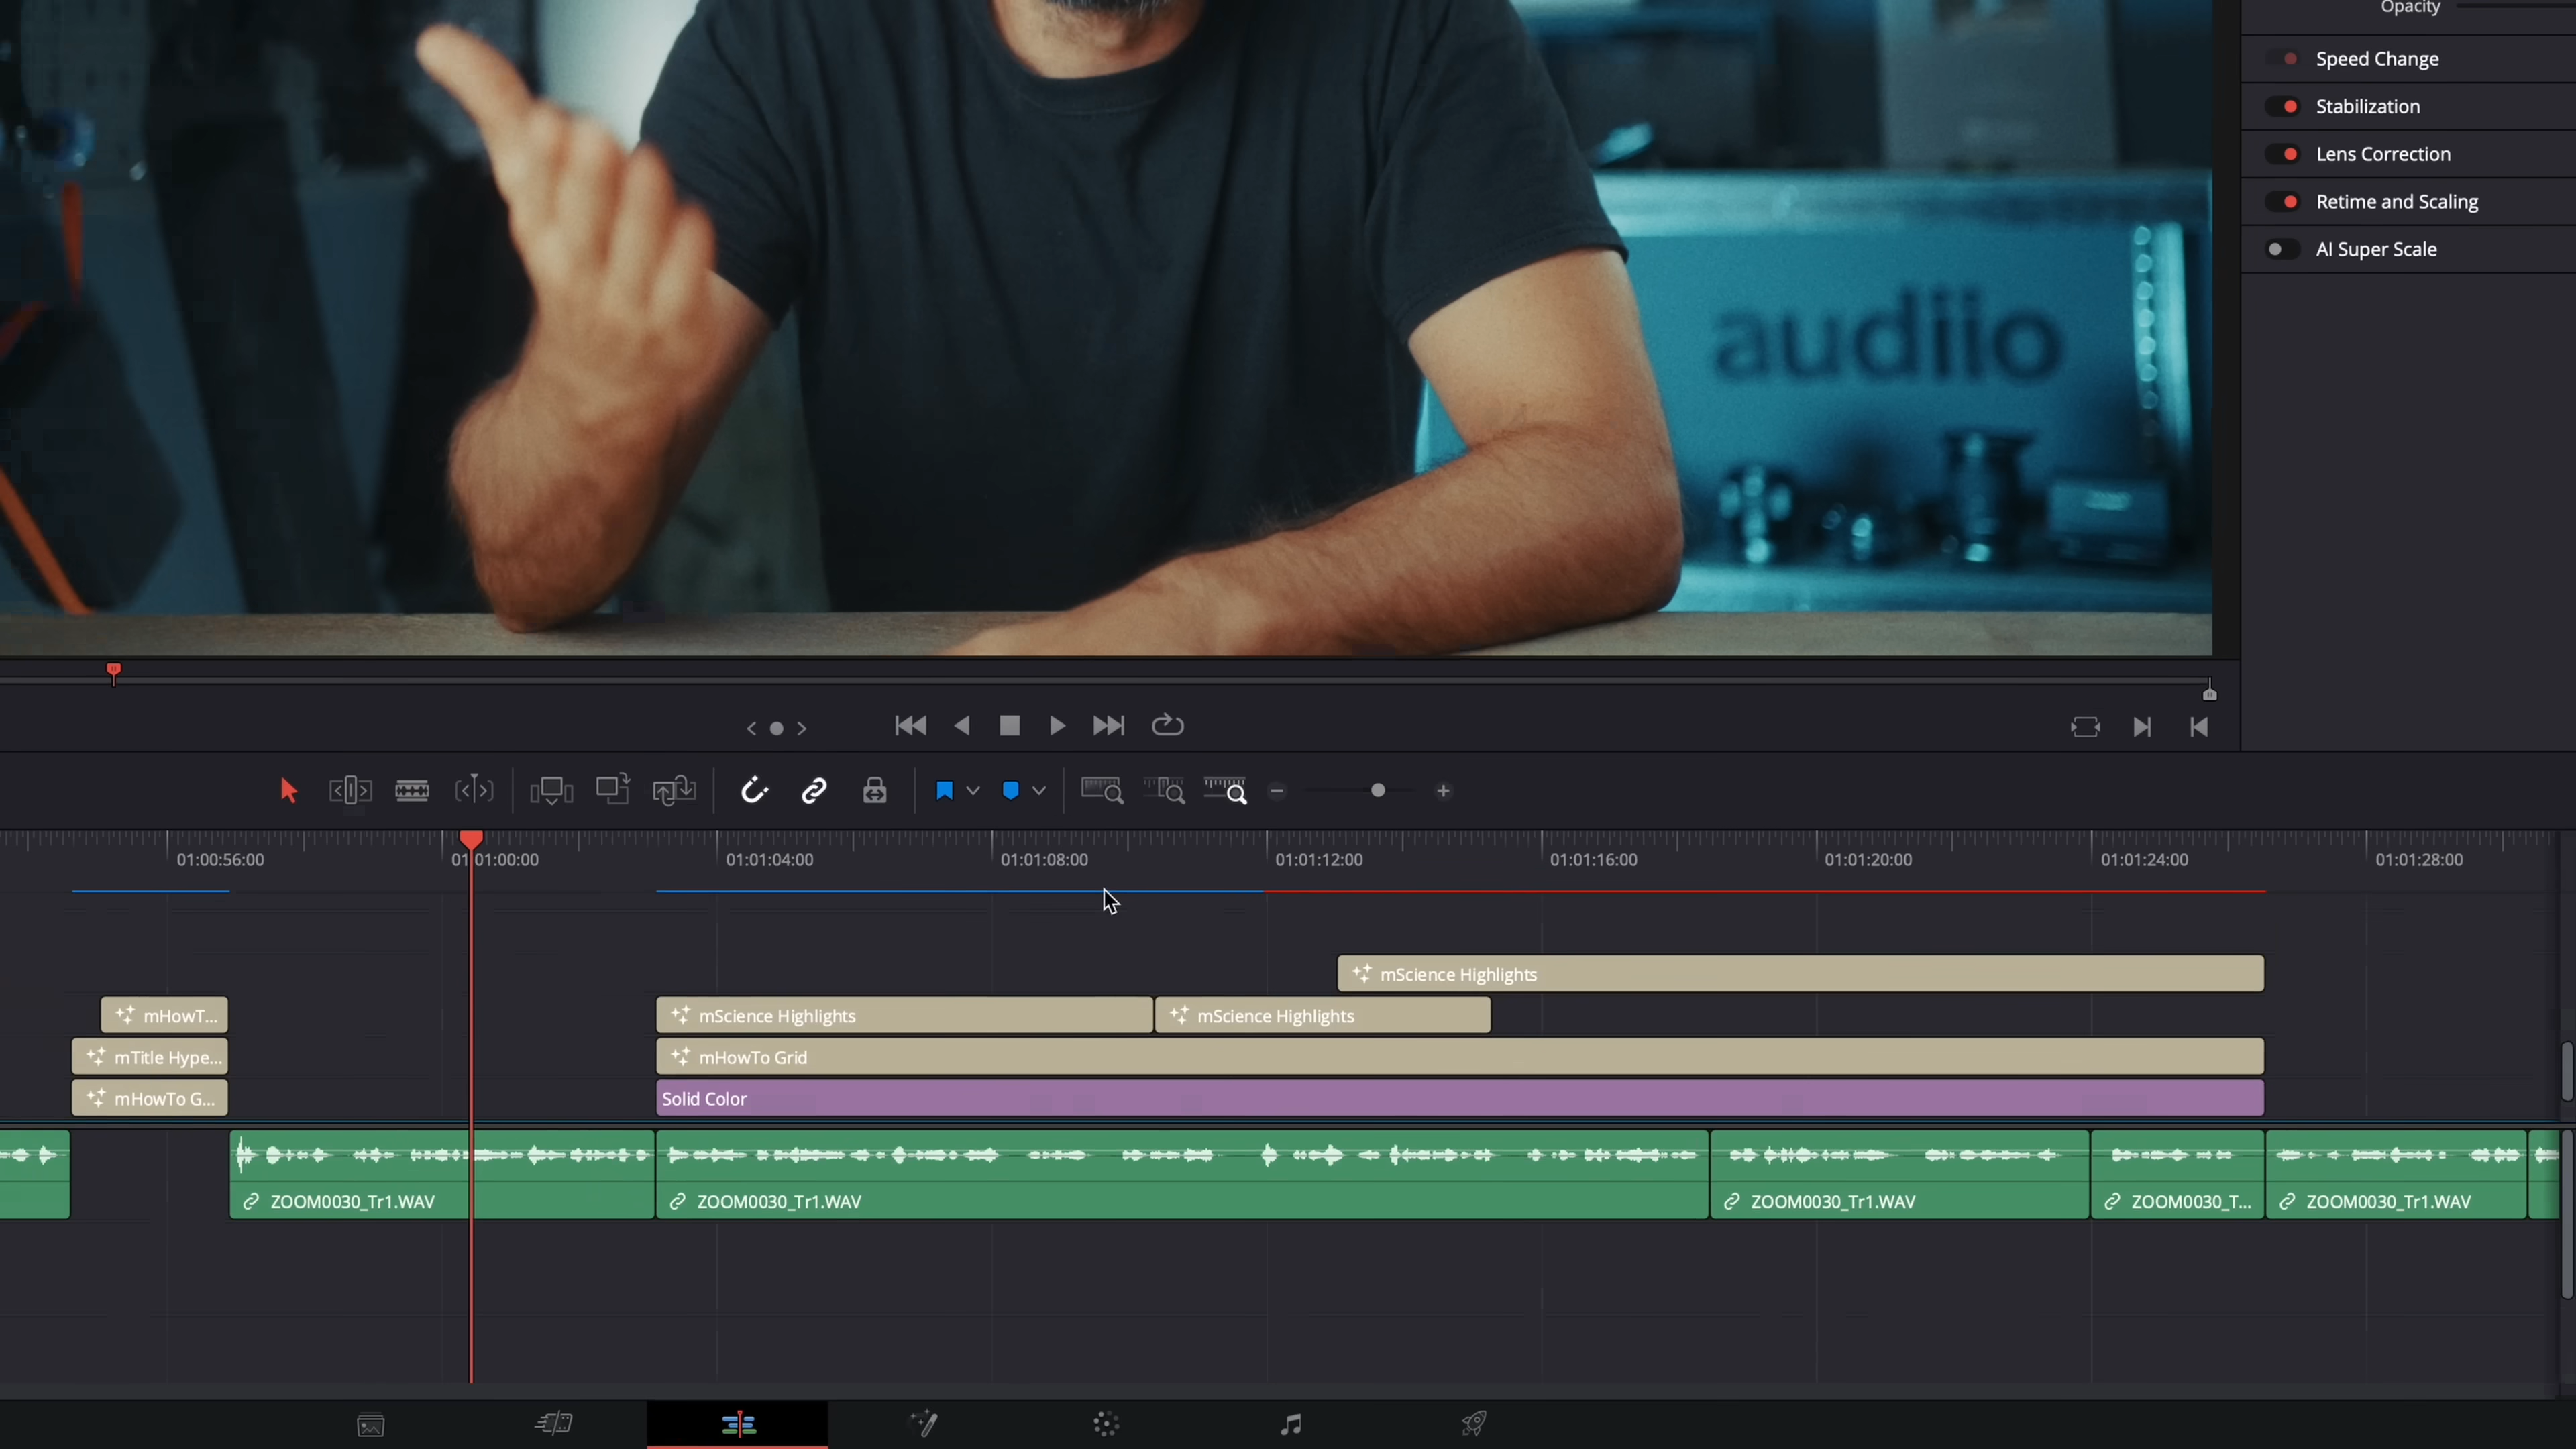 Opacity
Speed Change
Stabilization
Lens Correction
Retime and Scaling
AI Super Scale
audiio
01:00:56:00
01:01:00:00
01:01:04:00
01:01:08:00
01:01:12:00
01:01:16:00
01:01:20:00
01:01:24:00
01:01:28:00
mScience Highlights
mHowT...
mScience Highlights
mScience Highlights
mTitle Hype...
mHowTo Grid
mHowTo G...
Solid Color
ZOOM0030_Tr1.WAV
ZOOM0030_Tr1.WAV
ZOOM0030_Tr1.WAV
ZOOM0030_T...
ZOOM0030_Tr1.WAV